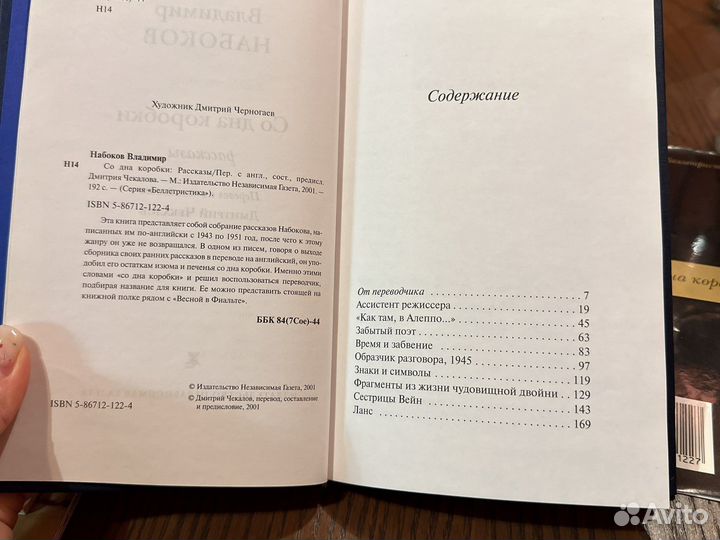 Н14
Художник Дмитрий Черногаев
Набоков Владимир
Н14
Со дна коробки: Рассказы/Пер. с англ., сост., предисл.
Дмитрия Чекалова. — М.: Издательство Независимая Газета, 2001. —
192 с. — (Серия «Беллетристика»).
ISBN 5-86712-122-4
Эта книга представляет собой собрание рассказов Набокова, на-
писанных им по-английски с 1943 по 1951 год, после чего к этому
жанру он уже не возвращался. В одном из писем, говоря о выходе
сборника своих ранних рассказов в переводе на английский, он упо-
добил его остаткам изюма и печенья со дна коробки. Именно этими
словами «со дна коробки» и решил воспользоваться переводчик,
подбирая название для книги. Ее можно представить стоящей на
книжной полке рядом с «Весной в Фиальте».
ББК 84(7Сое)-44
© Издательство Независимая Газета, 2001
© Дмитрий Чекалов, перевод, составление
и предисловие, 2001
ISBN 5-86712-122-4
Владимир
НАБОКОВ
Со дна коробки
рассказы
Содержание
От переводчика 7
Ассистент режиссера 19
«Как там, в Алеппо...» 45
Забытый поэт 63
Время и забвение 83
Образчик разговора, 1945 97
Знаки и символы 119
Фрагменты из жизни чудовищной двойни 129
Сестрицы Вейн 143
Ланс 169
1227
Avito